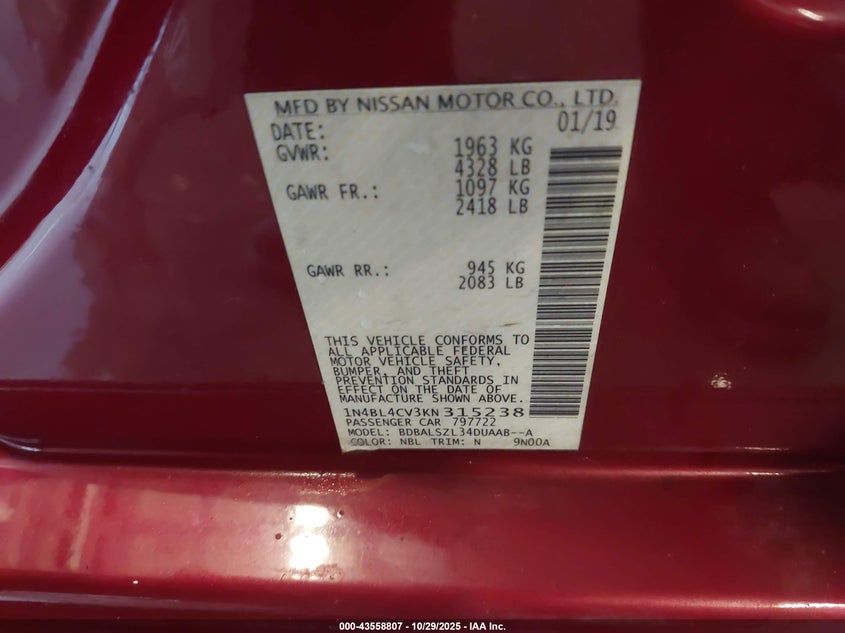 MFD BY NISSAN MOTOR CO., LTD.
DATE: 01/19
GVWR: 1963 KG
4328 LB
GAWR FR.: 1097 KG
2418 LB
GAWR RR.: 945 KG
2083 LB
THIS VEHICLE CONFORMS TO
ALL APPLICABLE FEDERAL
MOTOR VEHICLE SAFETY,
BUMPER, AND THEFT
PREVENTION STANDARDS IN
EFFECT ON THE DATE OF
MANUFACTURE SHOWN ABOVE.
1N4BL4CV3KN315238
PASSENGER CAR 797722
MODEL: BDBALSZL34DUAAB--A
COLOR: NBL TRIM: N 9N00A
000-43558807 - 10/29/2025 - IAA Inc.